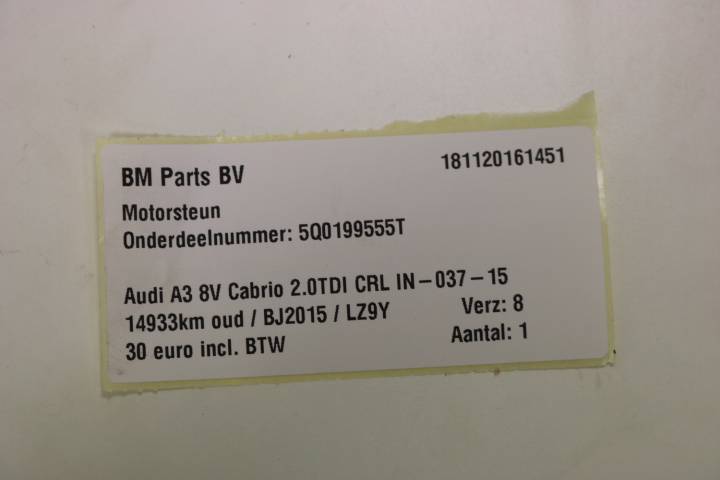 BM Parts BV 181120161451
Motorsteun
Onderdeelnummer: 5Q0199555T
Audi A3 8V Cabrio 2.0TDI CRL IN-037-15
14933km oud / BJ2015 / LZ9Y Verz: 8
30 euro incl. BTW Aantal: 1